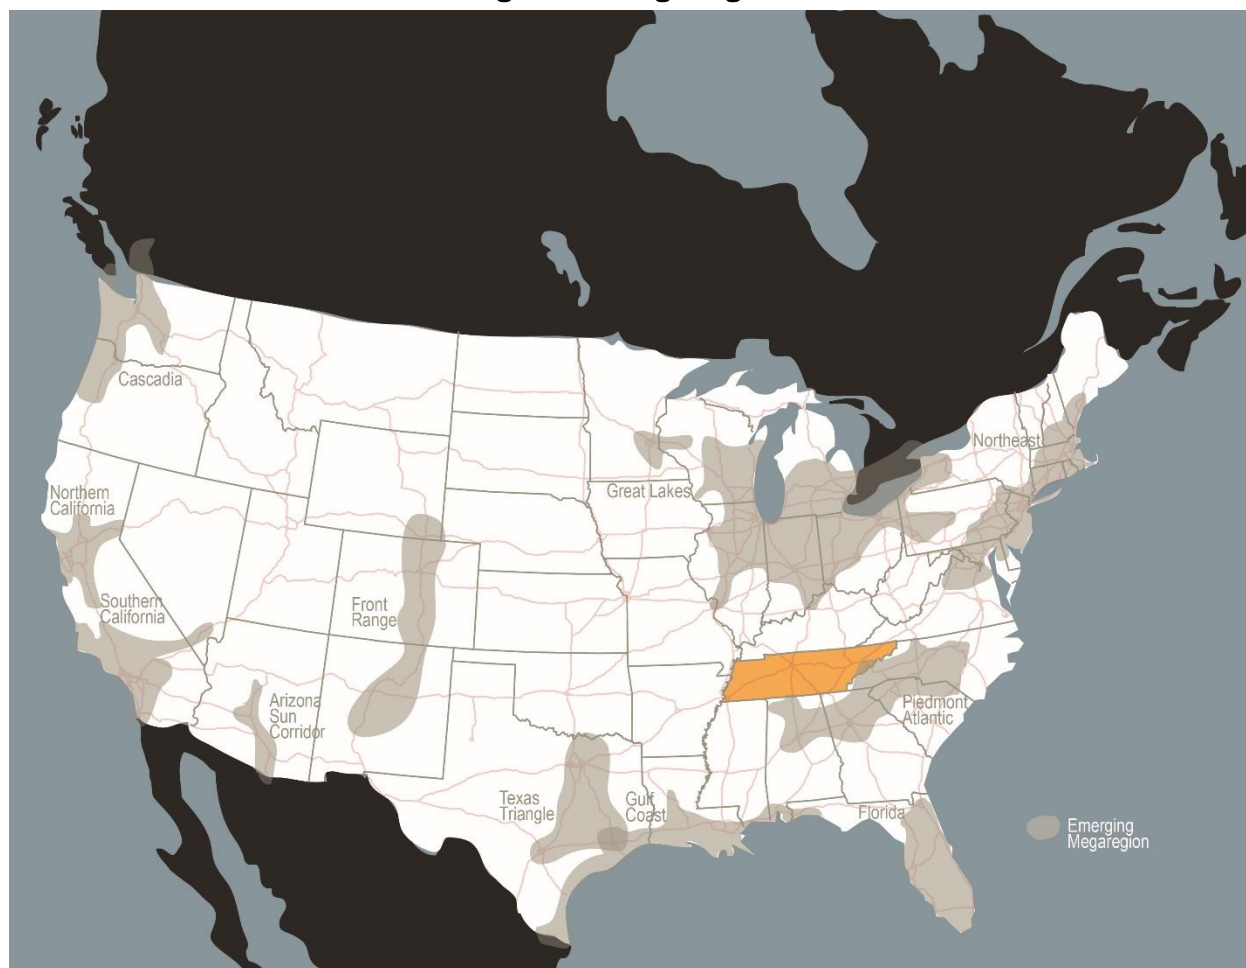 Cascadia
Northeast
Great Lakes
Northern
California
Southern
California
Front
Range
Arizona
Sun
Corridor
Piedmont
Atlantic
Texas
Triangle
Gulf
Coast
Florida
Emerging
Megaregion